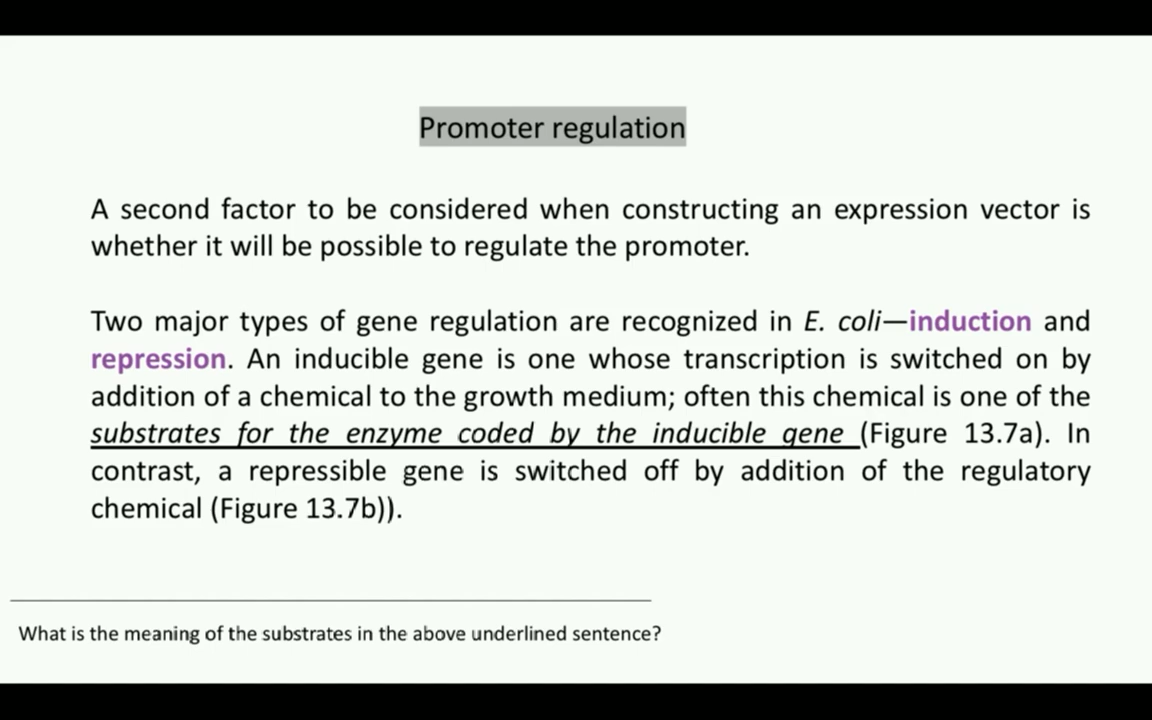 Promoter regulation
A second factor to be considered when constructing an expression vector is
whether it will be possible to regulate the promoter.
Two major types of gene regulation are recognized in E. coli—induction and
repression. An inducible gene is one whose transcription is switched on by
addition of a chemical to the growth medium; often this chemical is one of the
substrates for the enzyme coded by the inducible gene (Figure 13.7a). In
contrast, a repressible gene is switched off by addition of the regulatory
chemical (Figure 13.7b)).
What is the meaning of the substrates in the above underlined sentence?